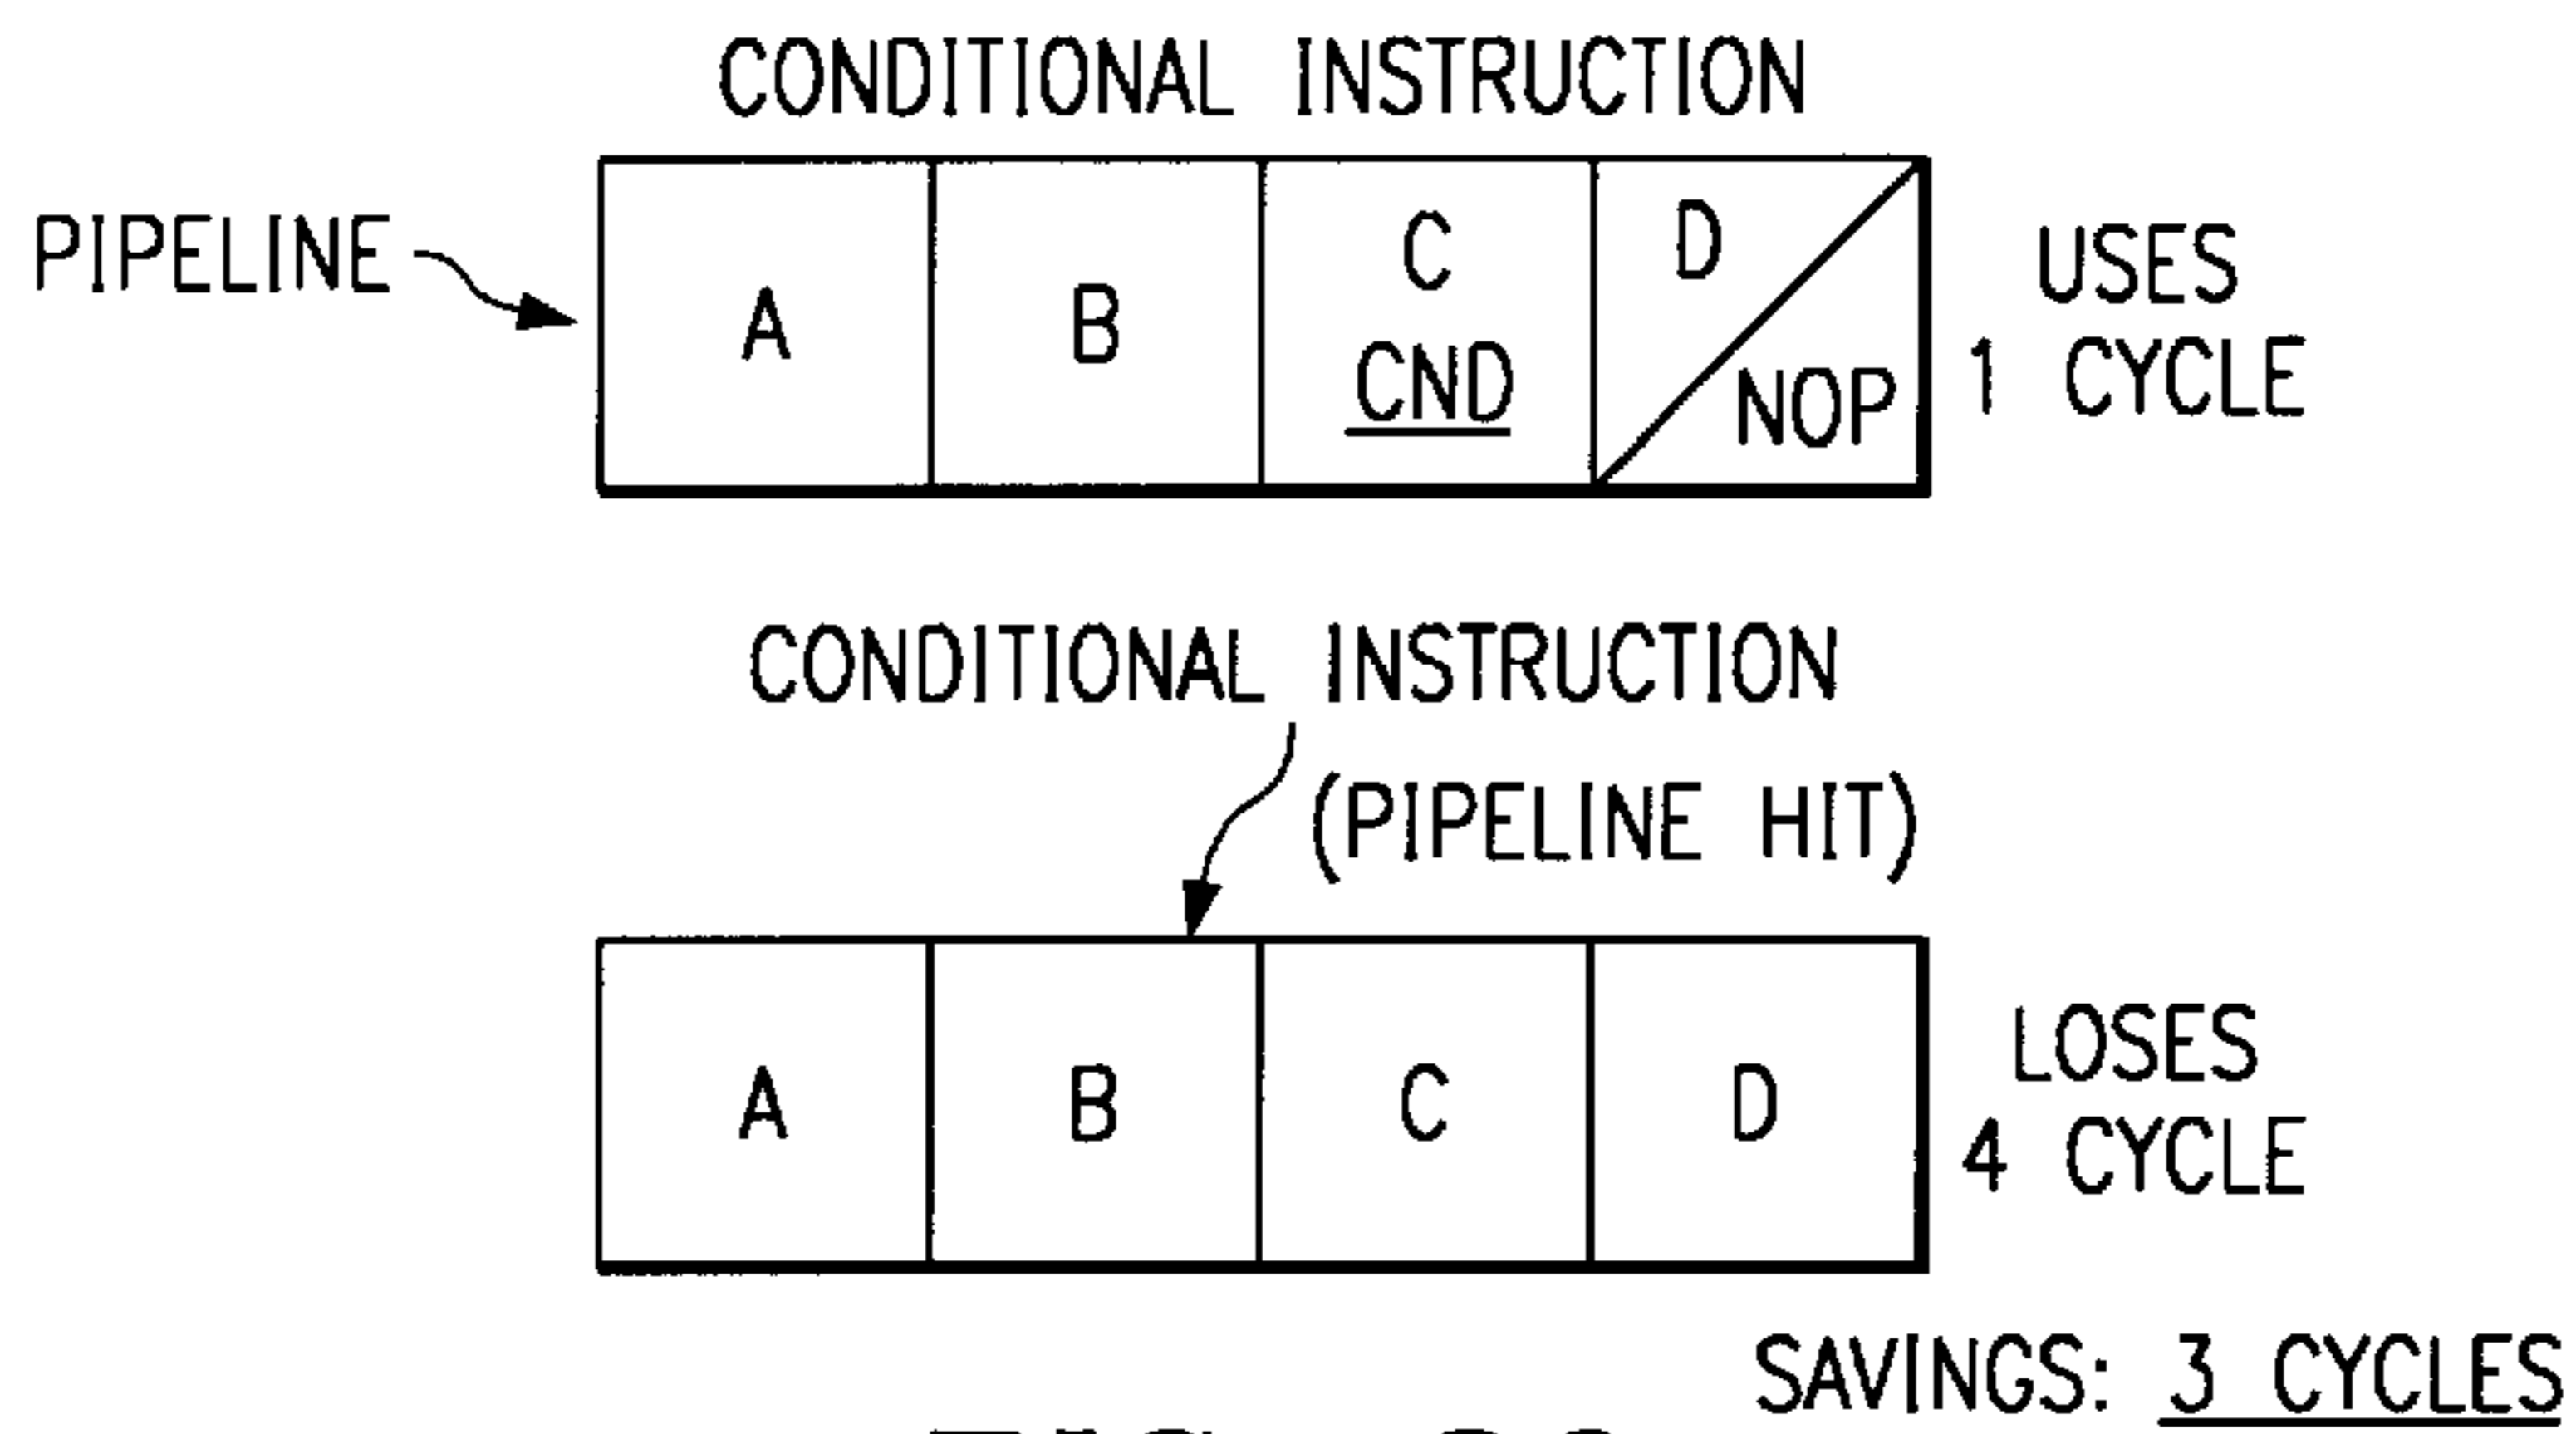 CONDITIONAL INSTRUCTION
PIPELINE
A
B
C
CND
D
NOP
USES
1 CYCLE
CONDITIONAL INSTRUCTION
(PIPELINE HIT)
A
B
C
D
LOSES
4 CYCLE
SAVINGS: 3 CYCLES